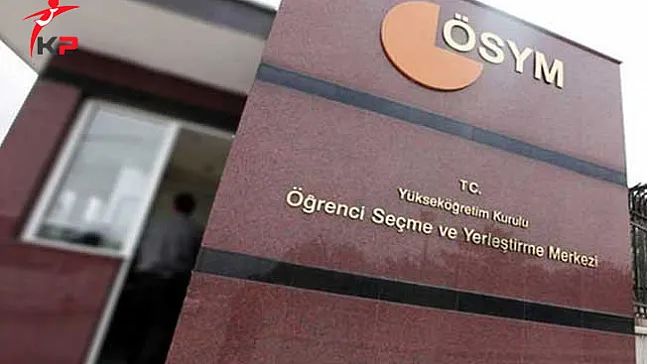 KP
ÖSYM
T.C.
Yükseköğretim Kurulu
Öğrenci Seçme ve Yerleştirme Merkezi